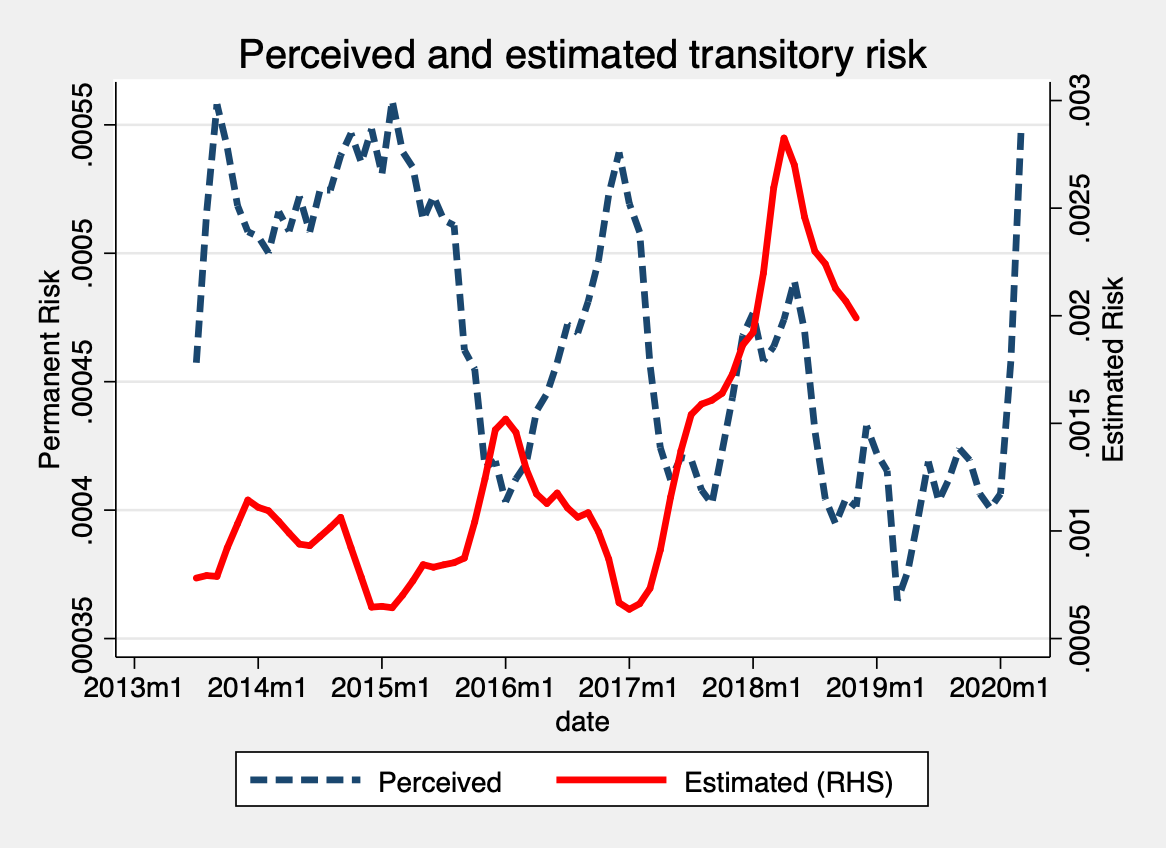 Perceived and estimated transitory risk
Permanent Risk
.00055
.0005
.00045
.0004
.00035
.003
.0025
.002
.0015
.001
.0005
Estimated Risk
2013m1 2014m1 2015m1 2016m1 2017m1 2018m1 2019m1 2020m1
date
Perceived Estimated (RHS)